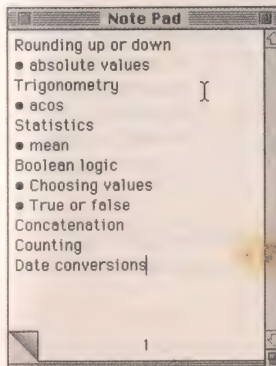 Note Pad
Rounding up or down
• absolute values
Trigonometry
• acos
Statistics
• mean
Boolean logic
• Choosing values
• True or false
Concatenation
Counting
Date conversions
1